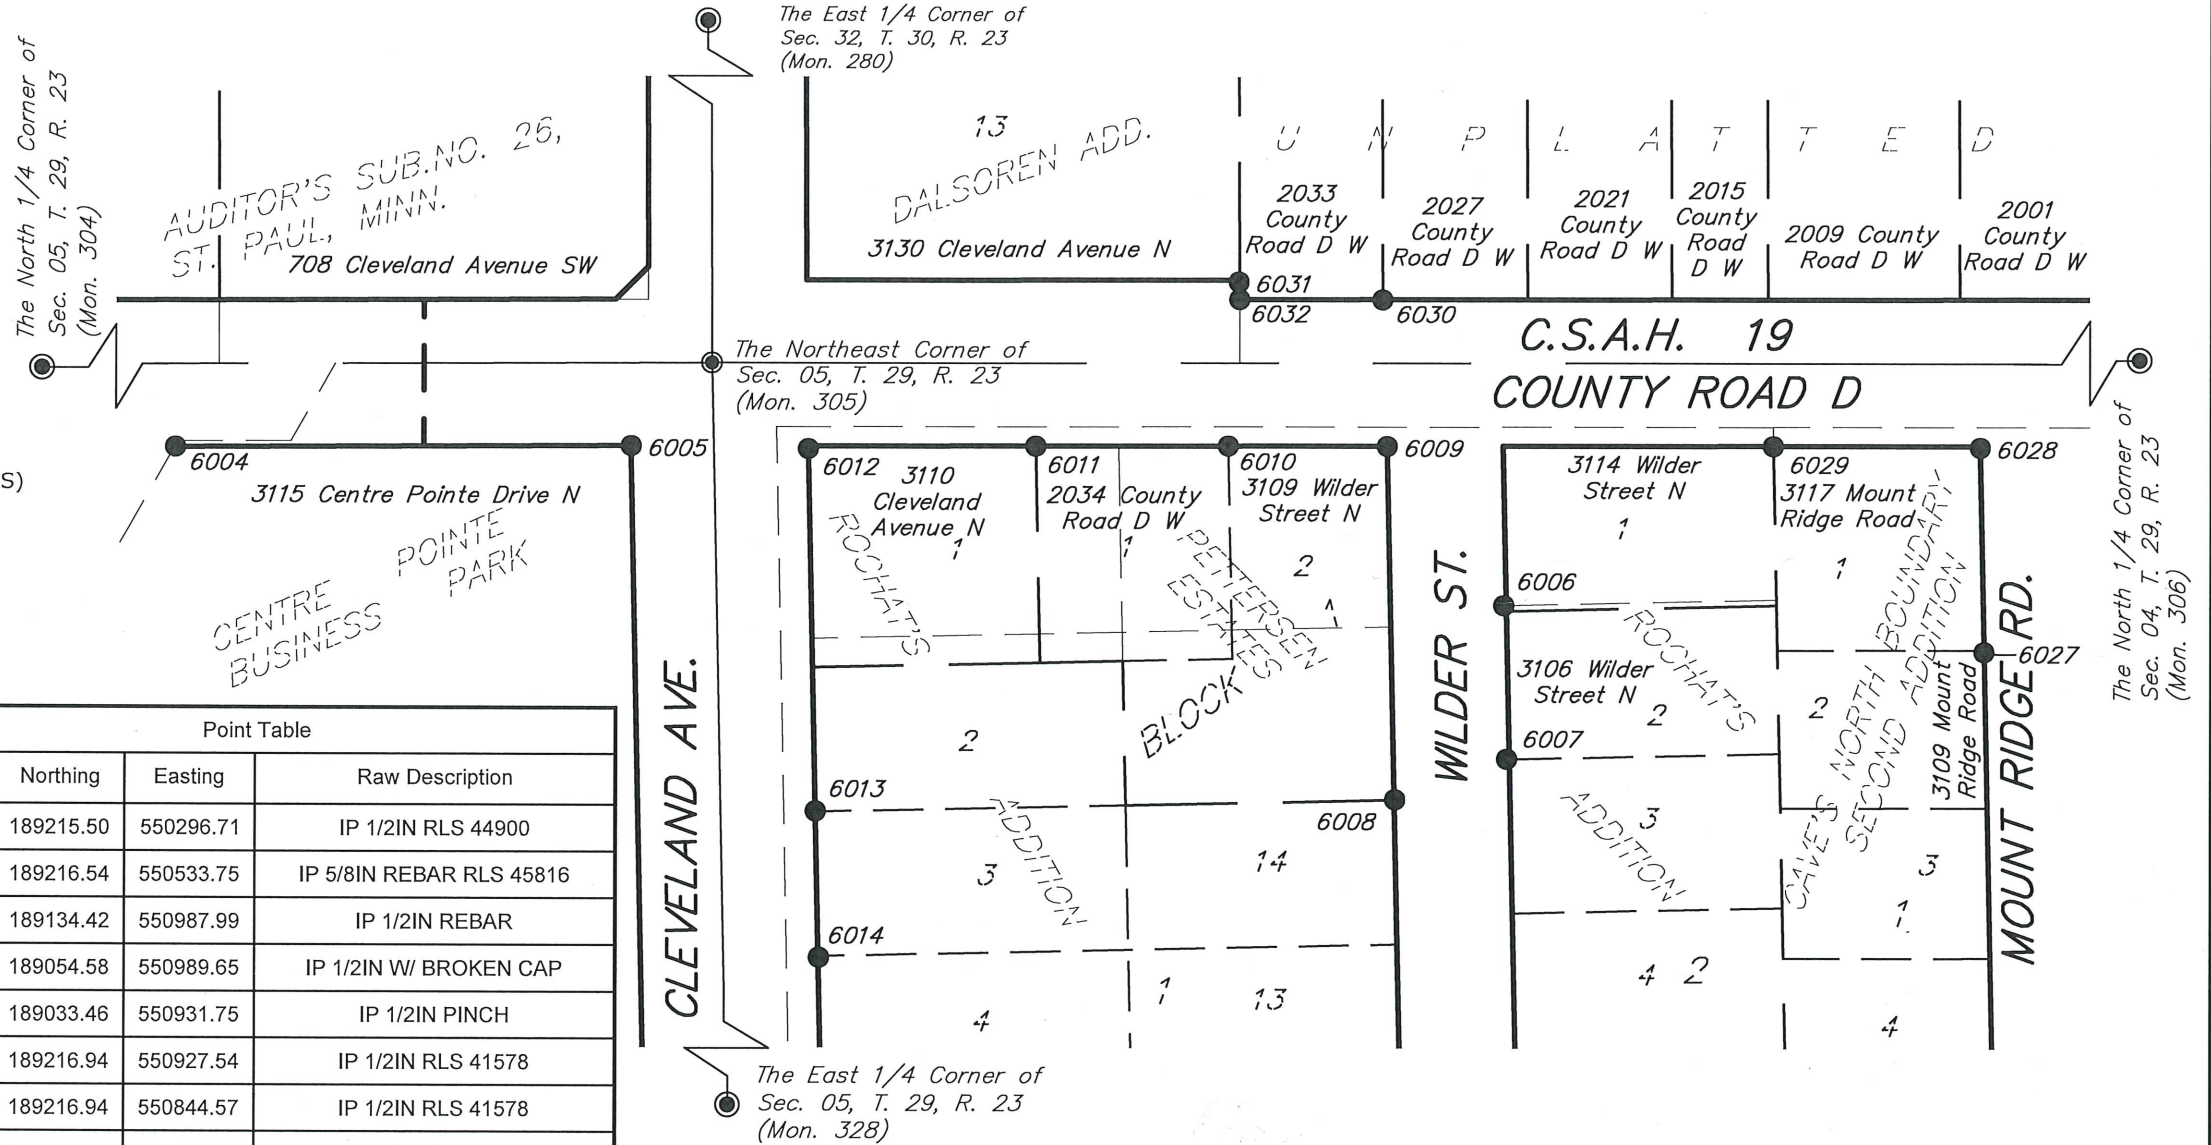 The East 1/4 Corner of
Sec. 32, T. 30, R. 23
(Mon. 280)
The North 1/4 Corner of
Sec. 05, T. 29, R. 23
(Mon. 304)
AUDITOR'S SUB.NO. 26,
ST. PAUL, MINN.
708 Cleveland Avenue SW
13
DALSOREN ADD.
3130 Cleveland Avenue N
U N P L A T T E D
2033
County
Road D W
2027
County
Road D W
2021
County
Road D W
2015
County
Road
D W
2009 County
Road D W
2001
County
Road D W
6031
6032
6030
C.S.A.H. 19
COUNTY ROAD D
The Northeast Corner of
Sec. 05, T. 29, R. 23
(Mon. 305)
The North 1/4 Corner of
Sec. 04, T. 29, R. 23
(Mon. 306)
6004
6005
S)
3115 Centre Pointe Drive N
CENTRE POINTE
BUSINESS PARK
CLEVELAND AVE.
6012
6011
6010
6009
3110
Cleveland
Avenue N
1
2034 County
Road D W
1
3109 Wilder
Street N
2
1
ROCHAT'S
PETTERSEN
ESTATES
BLOCK
2
6013
6008
3
ADDITION
14
6014
4
1
13
WILDER ST.
3114 Wilder
Street N
1
6029
6028
3117 Mount
Ridge Road
1
6006
6027
3106 Wilder
Street N
2
ROCHAT'S
6007
2
3109 Mount
Ridge Road
CAVE'S NORTH BOUNDARY
SECOND ADDITION
3
ADDITION
3
1
4 2
4
MOUNT RIDGE RD.
The East 1/4 Corner of
Sec. 05, T. 29, R. 23
(Mon. 328)
Point Table
Northing Easting Raw Description
189215.50 550296.71 IP 1/2IN RLS 44900
189216.54 550533.75 IP 5/8IN REBAR RLS 45816
189134.42 550987.99 IP 1/2IN REBAR
189054.58 550989.65 IP 1/2IN W/ BROKEN CAP
189033.46 550931.75 IP 1/2IN PINCH
189216.94 550927.54 IP 1/2IN RLS 41578
189216.94 550844.57 IP 1/2IN RLS 41578